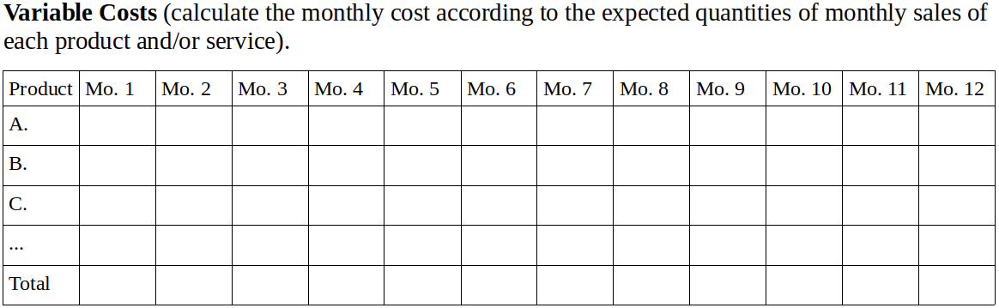 Variable Costs (calculate the monthly cost according to the expected quantities of monthly sales of
each product and/or service).
Product Mo. 1 Mo. 2 Mo. 3 Mo. 4 Mo. 5 Mo. 6 Mo. 7 Mo. 8 Mo. 9 Mo. 10 Mo. 11 Mo. 12
A.
B.
C.
...
Total